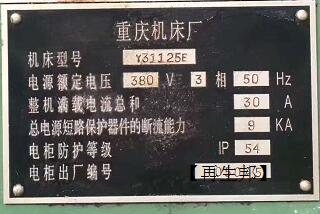 重庆机床厂
机床型号 Y31125E
电源额定电压 380 V 3 相 50 Hz
整机满载电流总和 30 A
总电源短路保护器件的断流能力 9 KA
电柜防护等级 IP 54
电柜出厂编号